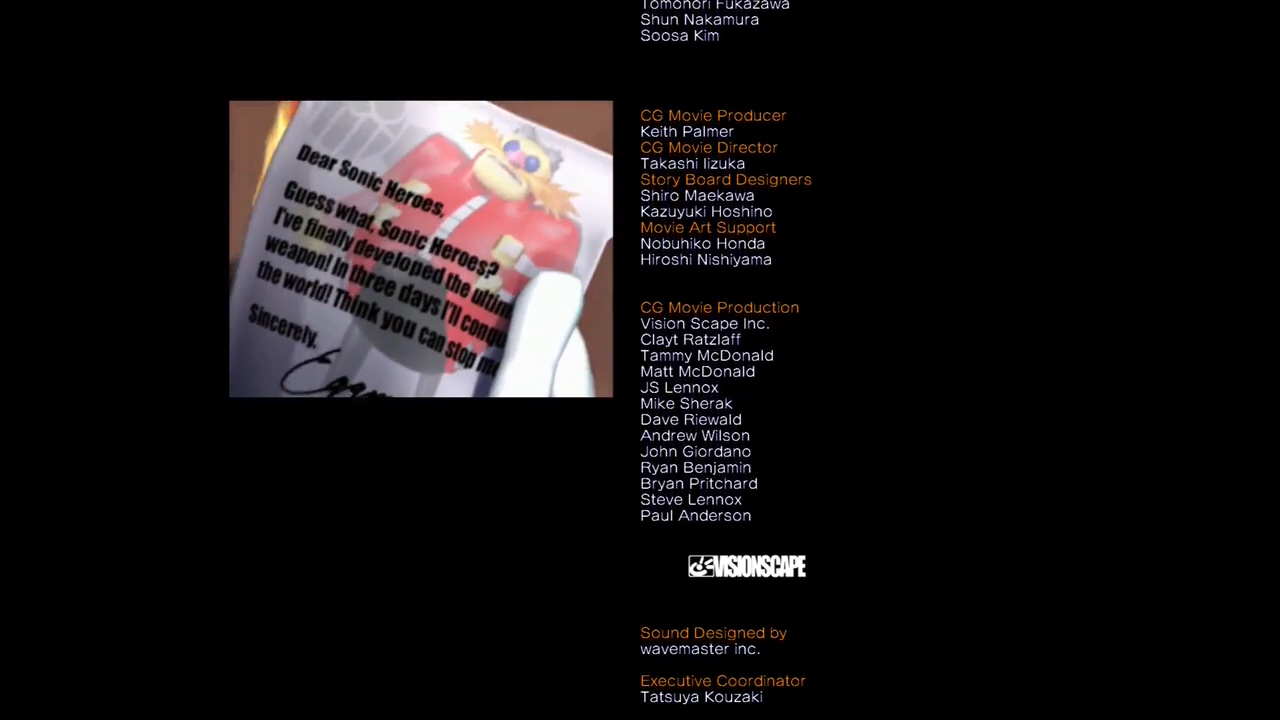 Tomonori Fukazawa
Shun Nakamura
Soosa Kim
Dear Sonic Heroes,
Guess what, Sonic Heroes?
I've finally developed the
weapon! In three days I'll
the world! Think you can stop
Sincerely,
CG Movie Producer
Keith Palmer
CG Movie Director
Takashi Iizuka
Story Board Designers
Shiro Maekawa
Kazuyuki Hoshino
Movie Art Support
Nobuhiko Honda
Hiroshi Nishiyama
CG Movie Production
Vision Scape Inc.
Clayt Ratzlaff
Tammy McDonald
Matt McDonald
JS Lennox
Mike Sherak
Dave Riewald
Andrew Wilson
John Giordano
Ryan Benjamin
Bryan Pritchard
Steve Lennox
Paul Anderson
VISIONSCAPE
Sound Designed by
wavemaster inc.
Executive Coordinator
Tatsuya Kouzaki